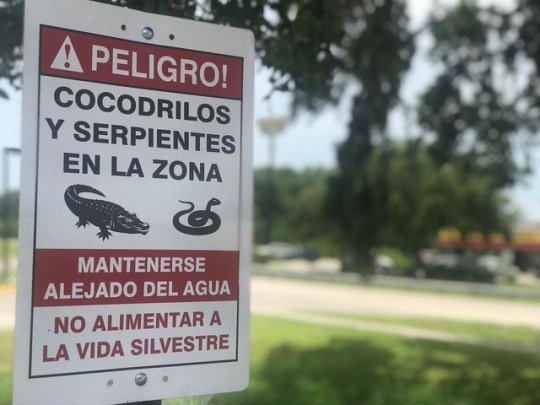 PELIGRO!
COCODRILOS
Y SERPIENTES
EN LA ZONA
MANTENERSE
ALEJADO DEL AGUA
NO ALIMENTAR A
LA VIDA SILVESTRE